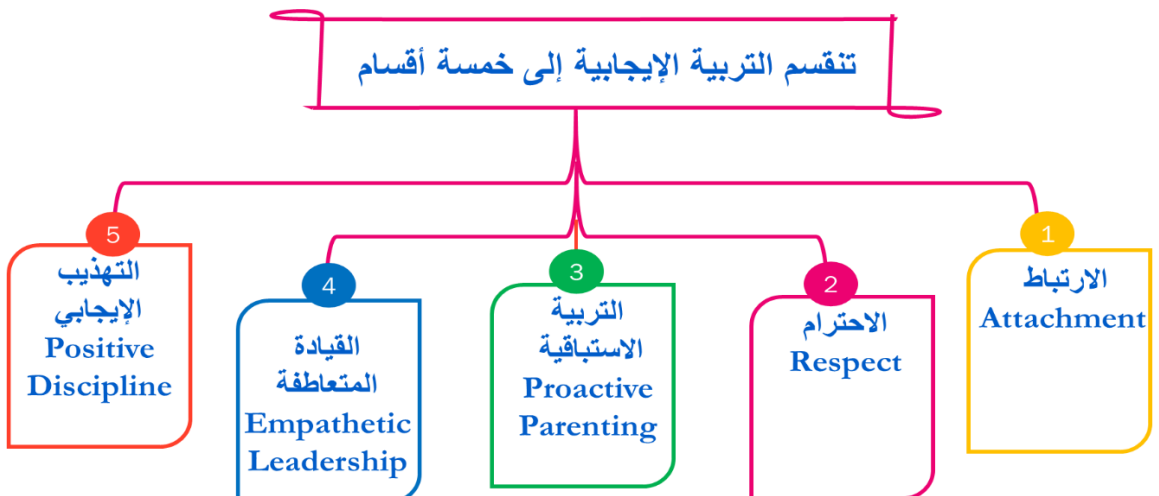 تنقسم التربية الإيجابية إلى خمسة أقسام
1
الارتباط
Attachment
2
الاحترام
Respect
3
التربية
الاستباقية
Proactive
Parenting
4
القيادة
المتعاطفة
Empathetic
Leadership
5
التهذيب
الإيجابي
Positive
Discipline